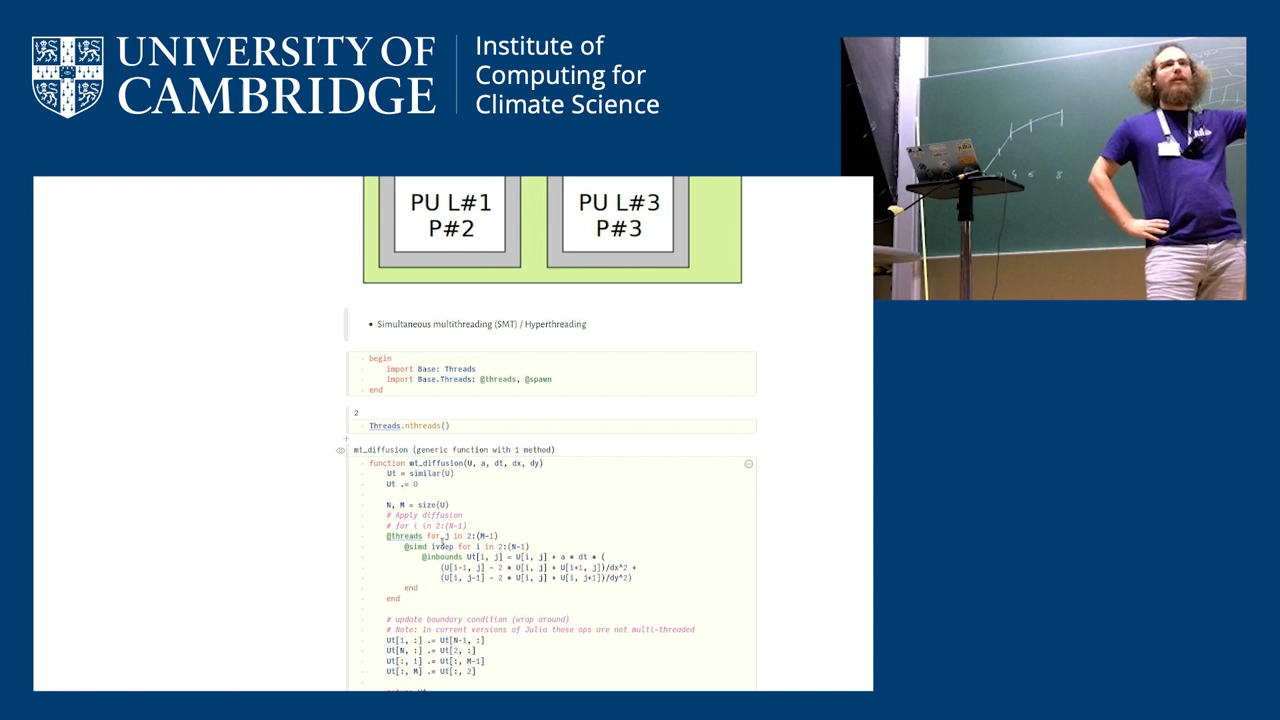 UNIVERSITY OF
CAMBRIDGE
Institute of
Computing for
Climate Science
PU L#1
P#2
PU L#3
P#3
• Simultaneous multithreading (SMT) / Hyperthreading
begin
import Base: Threads
import Base.Threads: @threads, @spawn
end
2
Threads.nthreads()
mt_diffusion (generic function with 1 method)
function mt_diffusion(U, a, dt, dx, dy)
Ut = similar(U)
Ut .= 0
N, M = size(U)
# Apply diffusion
# for i in 2:(N-1)
@threads for j in 2:(M-1)
@simd ivdep for i in 2:(N-1)
@inbounds Ut[i, j] = U[i, j] + a * dt * (
(U[i-1, j] - 2 * U[i, j] + U[i+1, j])/dx^2 +
(U[i, j-1] - 2 * U[i, j] + U[i, j+1])/dy^2)
end
end
# update boundary condition (wrap around)
# Note: In current versions of Julia these ops are not multi-threaded
Ut[1, :] .= Ut[N-1, :]
Ut[N, :] .= Ut[2, :]
Ut[:, 1] .= Ut[:, M-1]
Ut[:, M] .= Ut[:, 2]